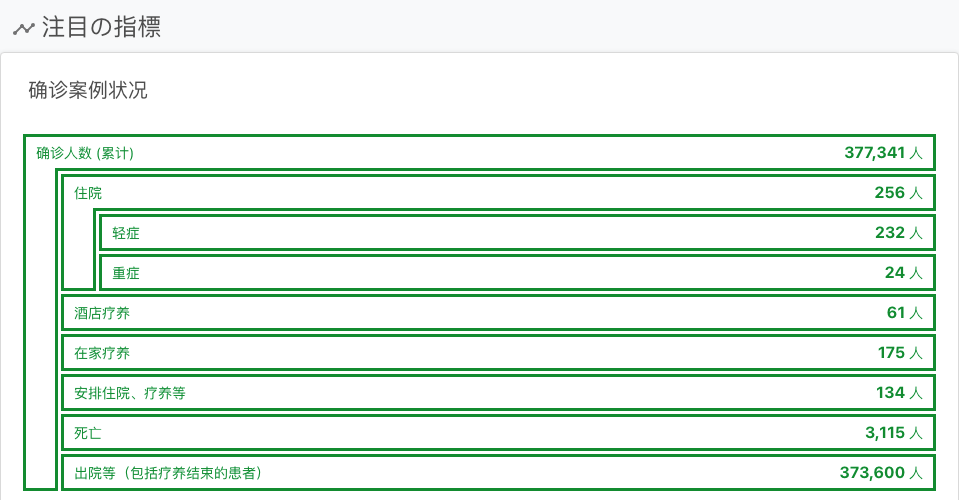 注目の指標
确诊案例状况
确诊人数 (累计) 377,341 人
住院 256 人
轻症 232 人
重症 24 人
酒店疗养 61 人
在家疗养 175 人
安排住院、疗养等 134 人
死亡 3,115 人
出院等（包括疗养结束的患者） 373,600 人